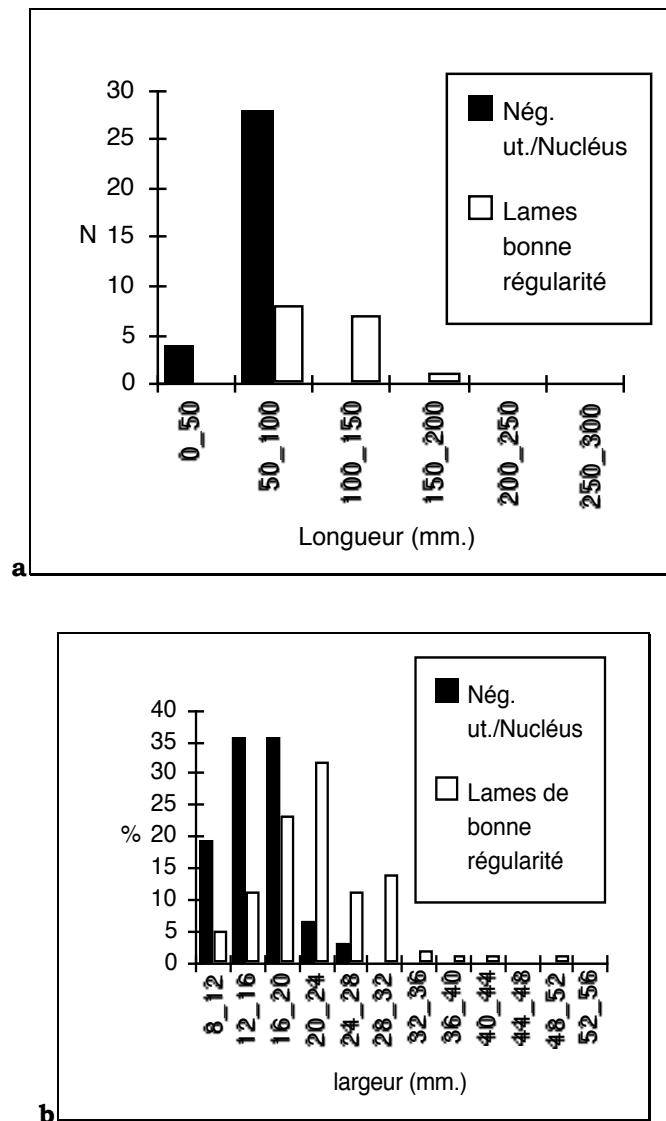 30
25
20
15
10
5
0
N
Nég.
ut./Nucléus
Lames
bonne
régularité
0_50
50_100
100_150
150_200
200_250
250_300
Longueur (mm.)
a
40
35
30
25
20
15
10
5
0
%
Nég.
ut./Nucléus
Lames de
bonne
régularité
8_12
12_16
16_20
20_24
24_28
28_32
32_36
36_40
40_44
44_48
48_52
52_56
largeur (mm.)
b